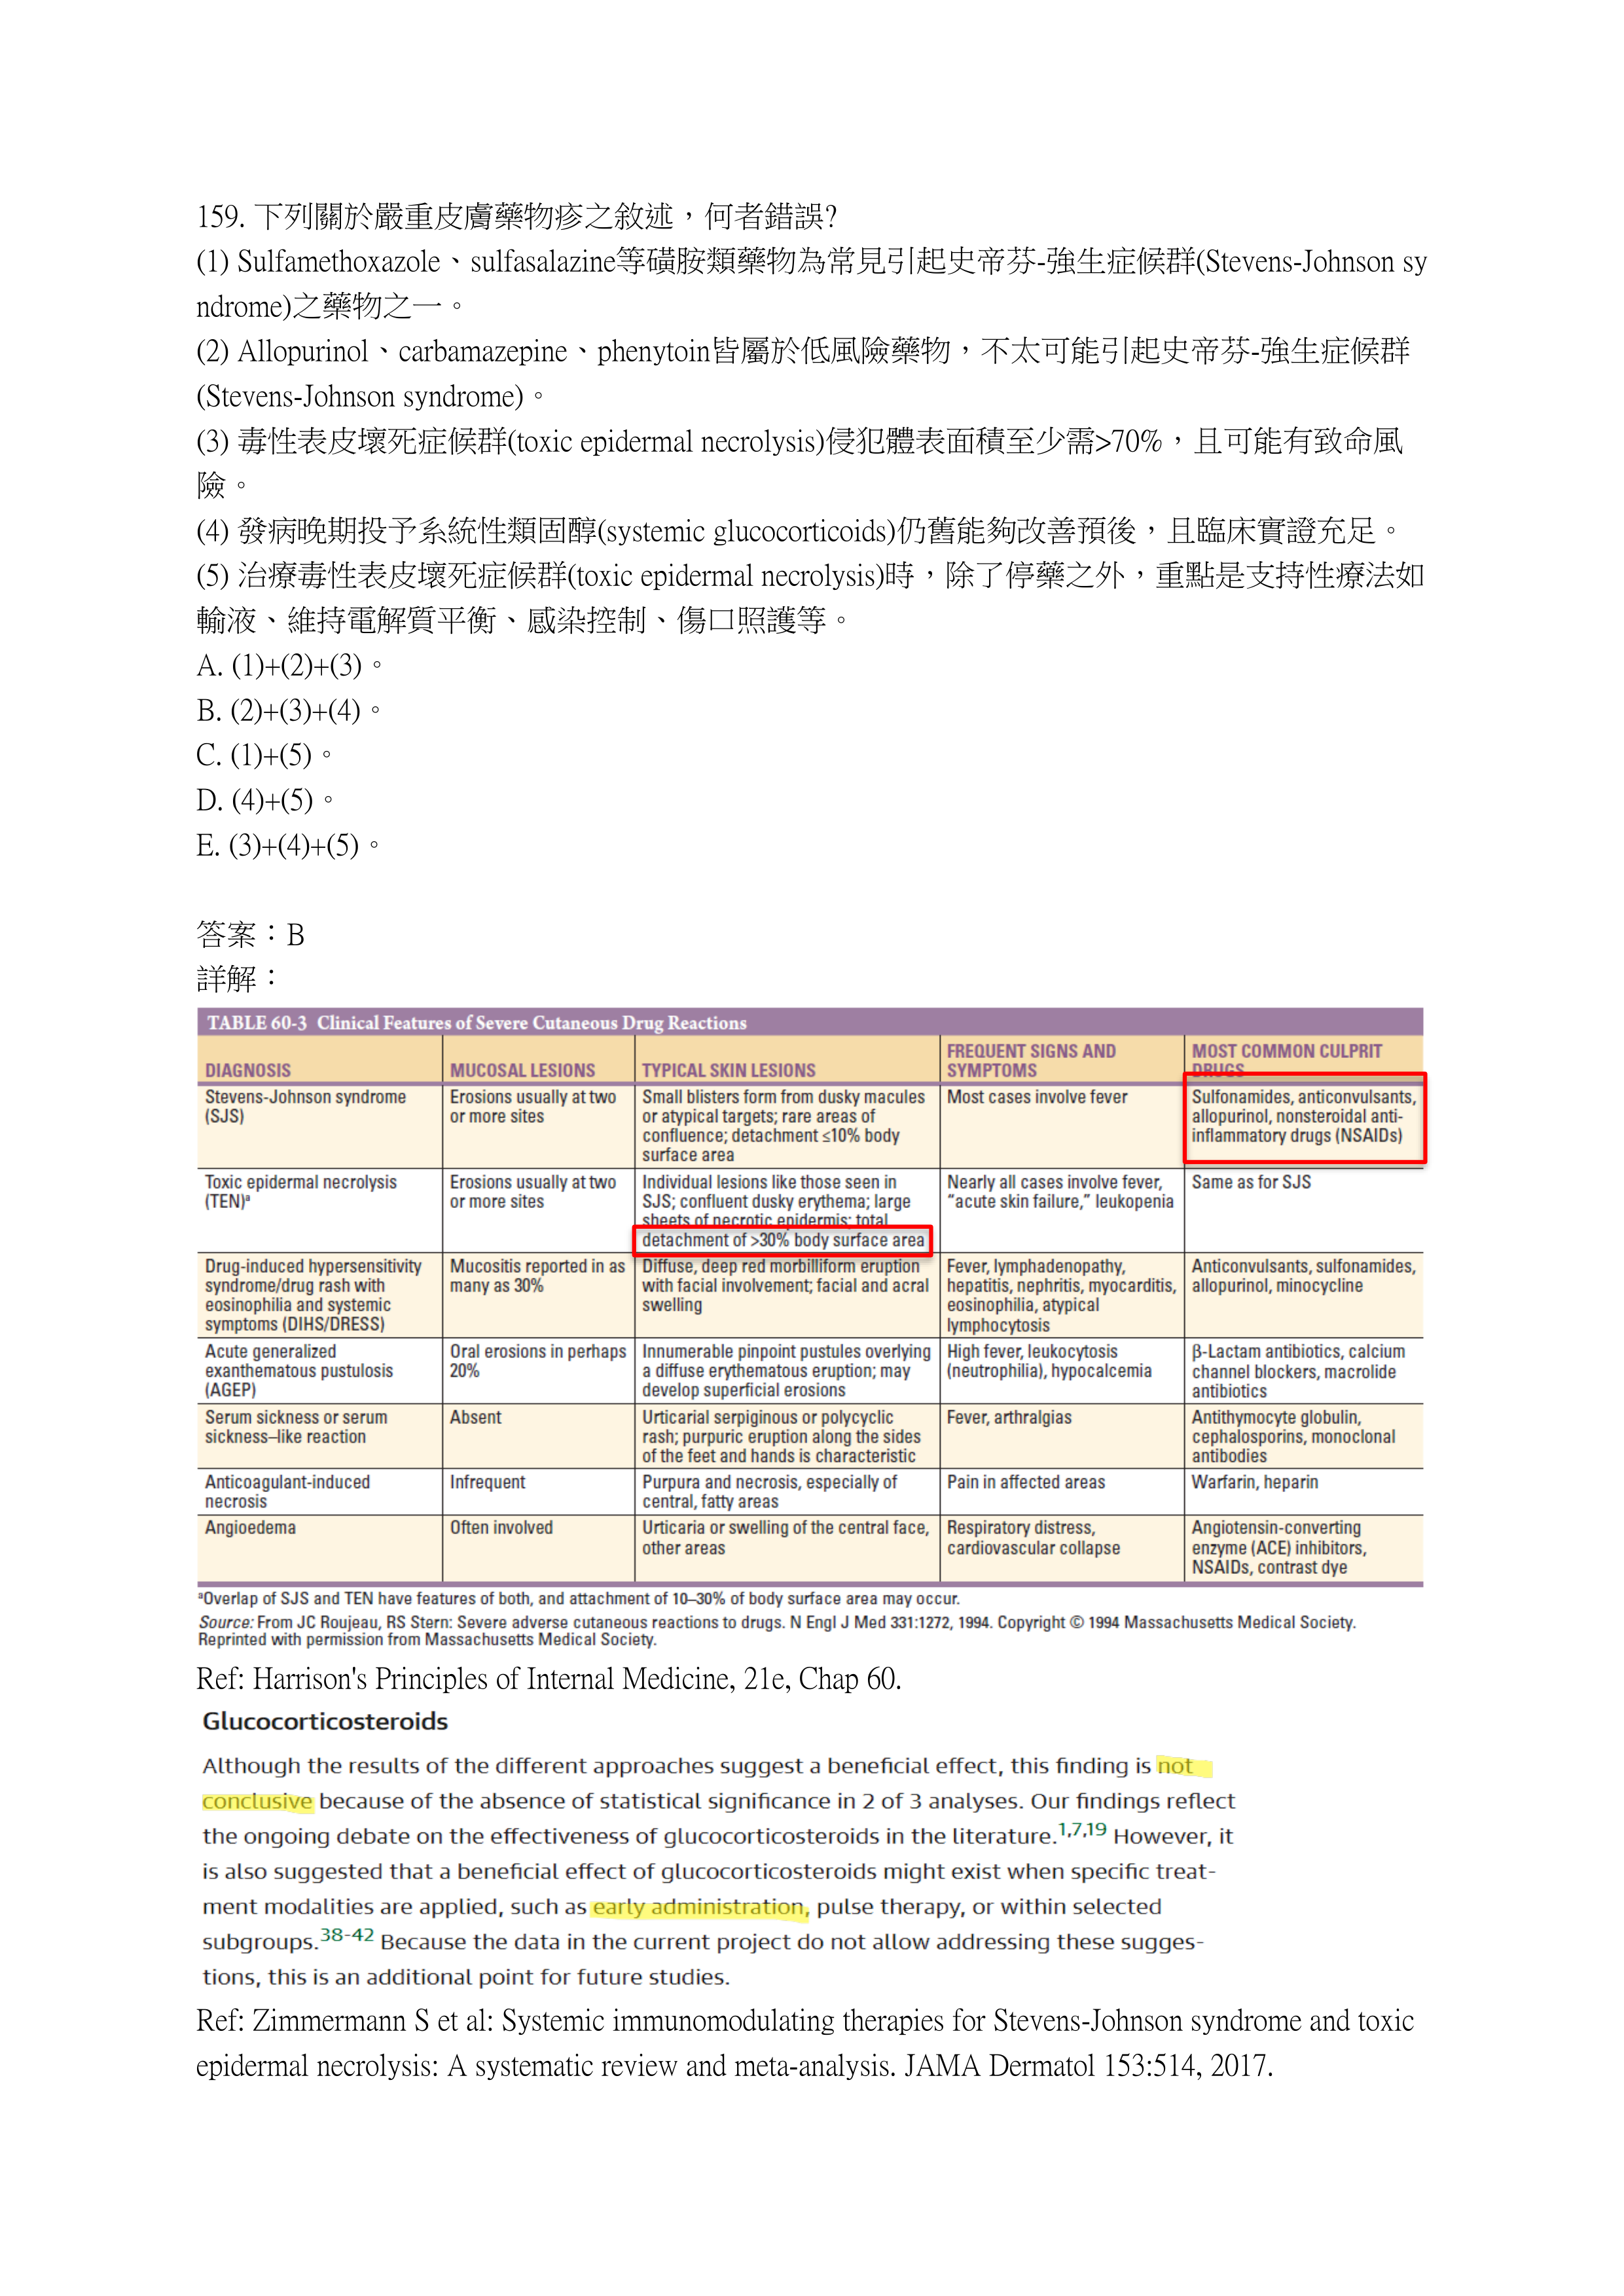 159. 下列關於嚴重皮膚藥物疹之敘述，何者錯誤?
(1) Sulfamethoxazole、sulfasalazine等磺胺類藥物為常見引起史帝芬-強生症候群(Stevens-Johnson sy
ndrome)之藥物之一。
(2) Allopurinol、carbamazepine、phenytoin皆屬於低風險藥物，不太可能引起史帝芬-強生症候群
(Stevens-Johnson syndrome)。
(3) 毒性表皮壞死症候群(toxic epidermal necrolysis)侵犯體表面積至少需>70%，且可能有致命風
險。
(4) 發病晚期投予系統性類固醇(systemic glucocorticoids)仍舊能夠改善預後，且臨床實證充足。
(5) 治療毒性表皮壞死症候群(toxic epidermal necrolysis)時，除了停藥之外，重點是支持性療法如
輸液、維持電解質平衡、感染控制、傷口照護等。
A. (1)+(2)+(3)。
B. (2)+(3)+(4)。
C. (1)+(5)。
D. (4)+(5)。
E. (3)+(4)+(5)。
答案：B
詳解：
TABLE 60-3 Clinical Features of Severe Cutaneous Drug Reactions
DIAGNOSIS
MUCOSAL LESIONS
TYPICAL SKIN LESIONS
FREQUENT SIGNS AND
SYMPTOMS
MOST COMMON CULPRIT
DRUGS
Stevens-Johnson syndrome
(SJS)
Erosions usually at two
or more sites
Small blisters form from dusky macules
or atypical targets; rare areas of
confluence; detachment ≤10% body
surface area
Most cases involve fever
Sulfonamides, anticonvulsants,
allopurinol, nonsteroidal anti-
inflammatory drugs (NSAIDs)
Toxic epidermal necrolysis
(TEN)ᵃ
Erosions usually at two
or more sites
Individual lesions like those seen in
SJS; confluent dusky erythema; large
sheets of necrotic epidermis; total
detachment of >30% body surface area
Nearly all cases involve fever,
“acute skin failure,” leukopenia
Same as for SJS
Drug-induced hypersensitivity
syndrome/drug rash with
eosinophilia and systemic
symptoms (DIHS/DRESS)
Mucositis reported in as
many as 30%
Diffuse, deep red morbilliform eruption
with facial involvement; facial and acral
swelling
Fever, lymphadenopathy,
hepatitis, nephritis, myocarditis,
eosinophilia, atypical
lymphocytosis
Anticonvulsants, sulfonamides,
allopurinol, minocycline
Acute generalized
exanthematous pustulosis
(AGEP)
Oral erosions in perhaps
20%
Innumerable pinpoint pustules overlying
a diffuse erythematous eruption; may
develop superficial erosions
High fever, leukocytosis
(neutrophilia), hypocalcemia
β-Lactam antibiotics, calcium
channel blockers, macrolide
antibiotics
Serum sickness or serum
sickness–like reaction
Absent
Urticarial serpiginous or polycyclic
rash; purpuric eruption along the sides
of the feet and hands is characteristic
Fever, arthralgias
Antithymocyte globulin,
cephalosporins, monoclonal
antibodies
Anticoagulant-induced
necrosis
Infrequent
Purpura and necrosis, especially of
central, fatty areas
Pain in affected areas
Warfarin, heparin
Angioedema
Often involved
Urticaria or swelling of the central face,
other areas
Respiratory distress,
cardiovascular collapse
Angiotensin-converting
enzyme (ACE) inhibitors,
NSAIDs, contrast dye
ᵃOverlap of SJS and TEN have features of both, and attachment of 10–30% of body surface area may occur.
Source: From JC Roujeau, RS Stern: Severe adverse cutaneous reactions to drugs. N Engl J Med 331:1272, 1994. Copyright © 1994 Massachusetts Medical Society.
Reprinted with permission from Massachusetts Medical Society.
Ref: Harrison's Principles of Internal Medicine, 21e, Chap 60.
Glucocorticosteroids
Although the results of the different approaches suggest a beneficial effect, this finding is not
conclusive because of the absence of statistical significance in 2 of 3 analyses. Our findings reflect
the ongoing debate on the effectiveness of glucocorticosteroids in the literature.1,7,19 However, it
is also suggested that a beneficial effect of glucocorticosteroids might exist when specific treat-
ment modalities are applied, such as early administration, pulse therapy, or within selected
subgroups.38-42 Because the data in the current project do not allow addressing these sugges-
tions, this is an additional point for future studies.
Ref: Zimmermann S et al: Systemic immunomodulating therapies for Stevens-Johnson syndrome and toxic
epidermal necrolysis: A systematic review and meta-analysis. JAMA Dermatol 153:514, 2017.